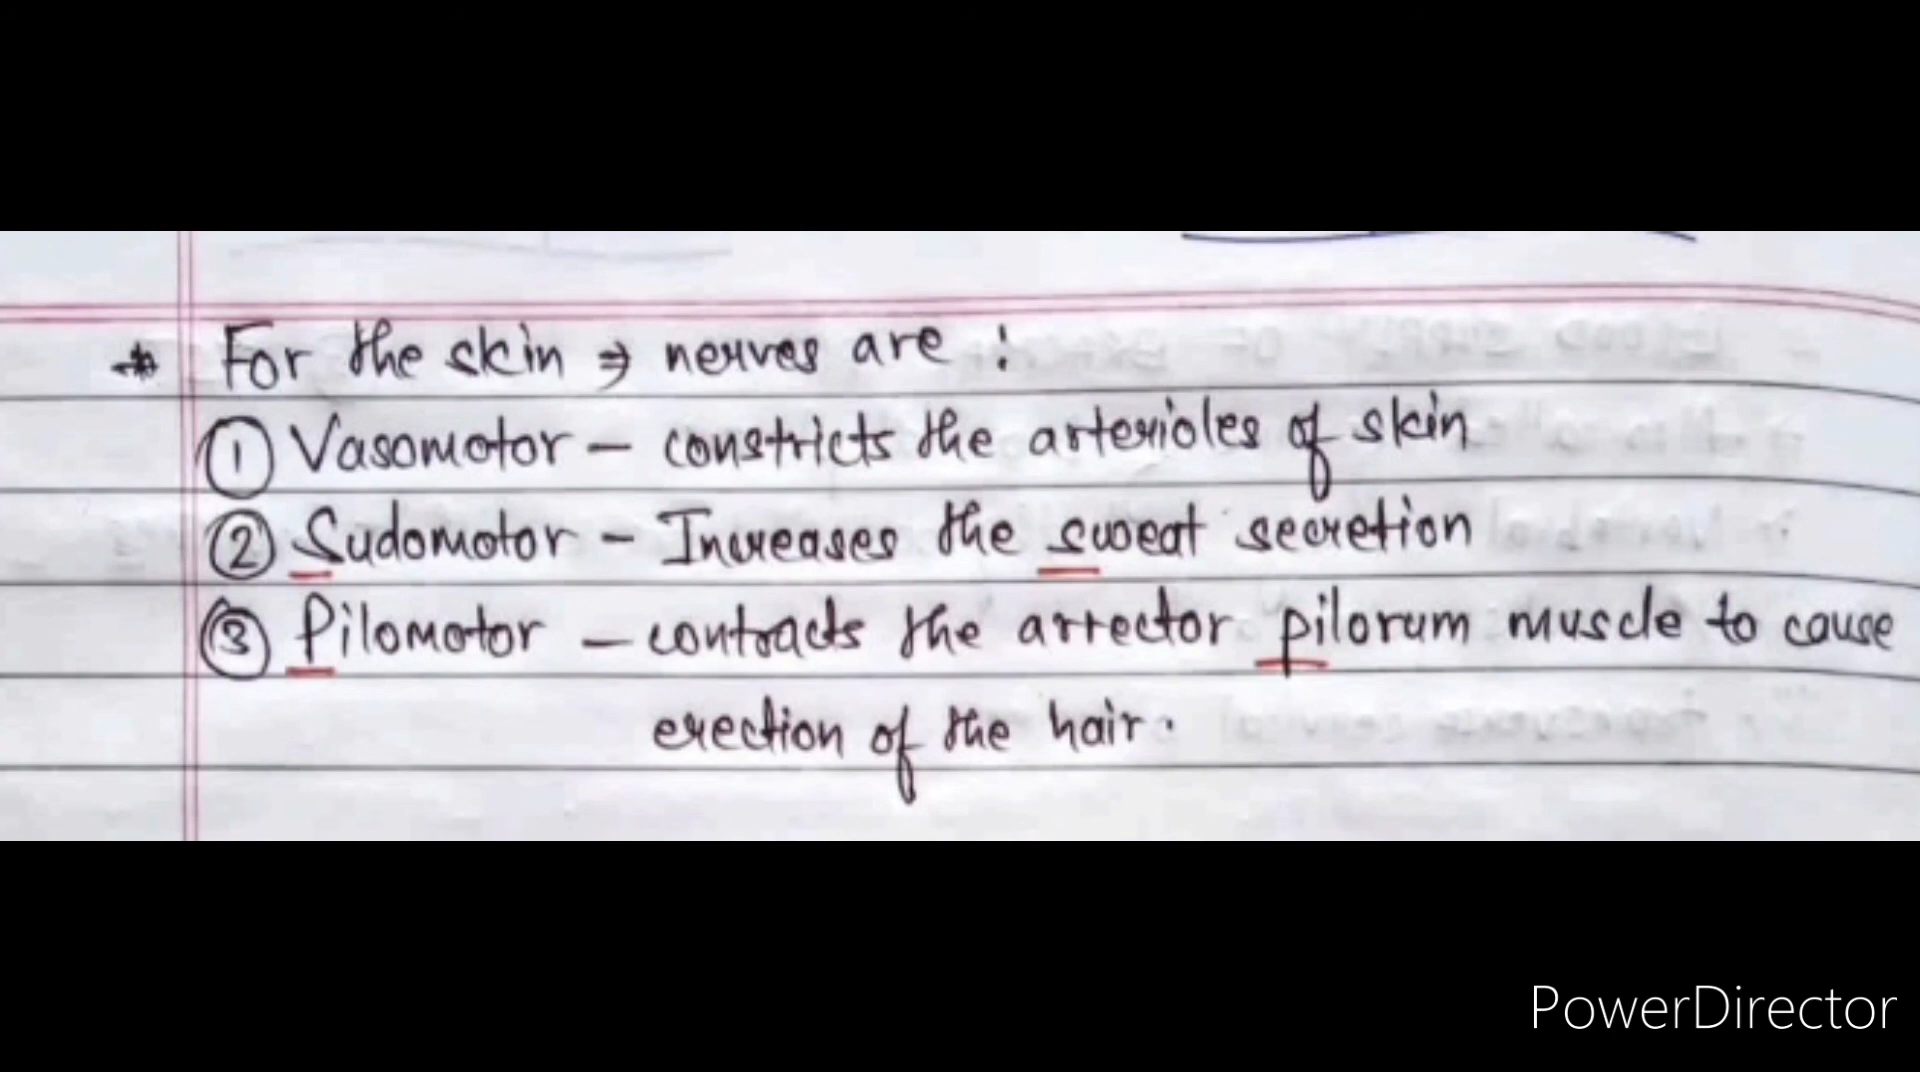 * For the skin ⇒ nerves are :
① Vasomotor – constricts the arterioles of skin
② Sudomotor – Increases the sweat secretion
③ Pilomotor – contracts the arrector pilorum muscle to cause
erection of the hair.
PowerDirector